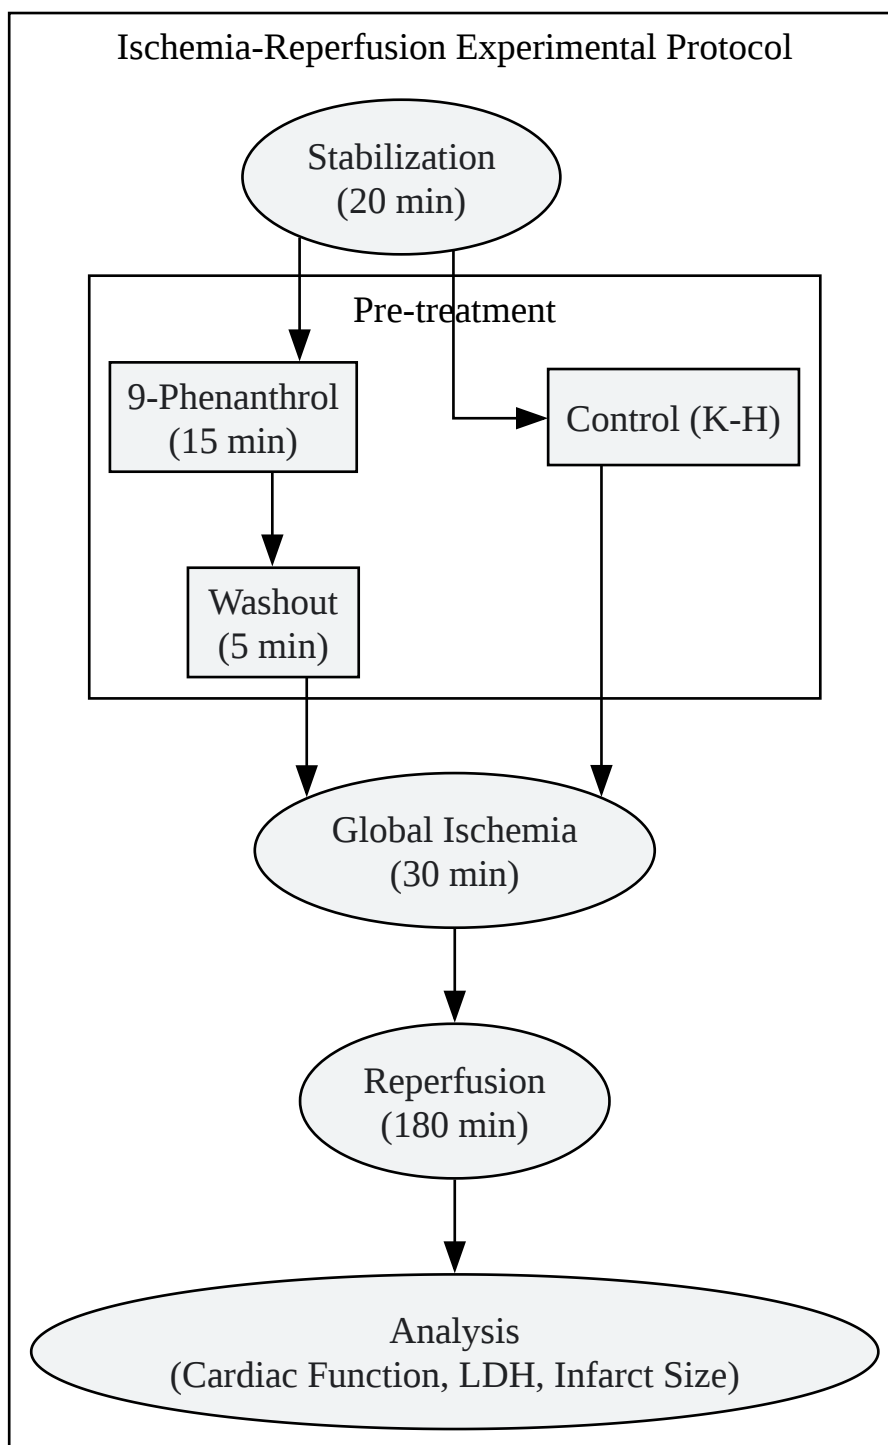 Ischemia-Reperfusion Experimental Protocol
Stabilization
(20 min)
Pre-treatment
9-Phenanthrol
(15 min)
Control (K-H)
Washout
(5 min)
Global Ischemia
(30 min)
Reperfusion
(180 min)
Analysis
(Cardiac Function, LDH, Infarct Size)